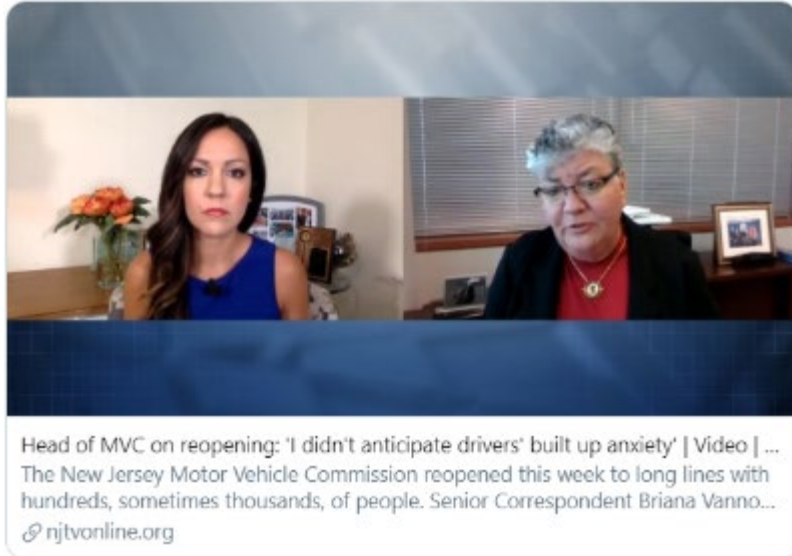 Head of MVC on reopening: 'I didn't anticipate drivers' built up anxiety' | Video | ...
The New Jersey Motor Vehicle Commission reopened this week to long lines with
hundreds, sometimes thousands, of people. Senior Correspondent Briana Vanno...
njtvonline.org